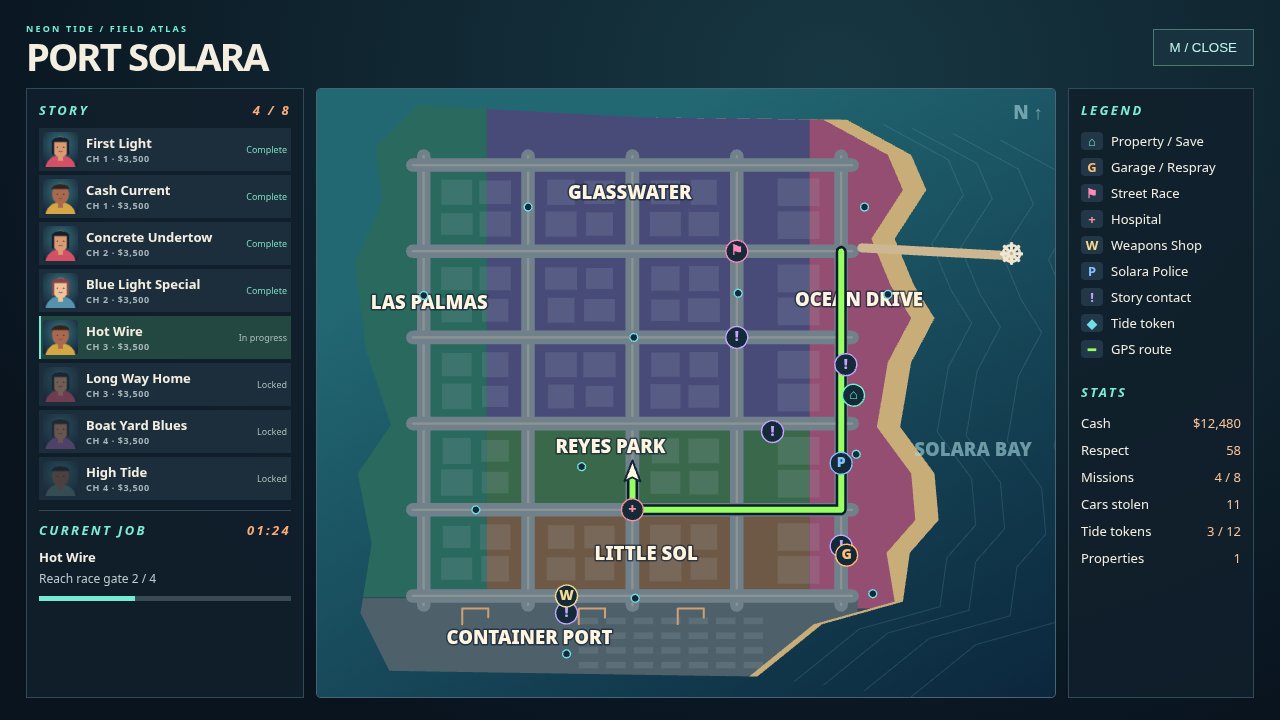 NEON TIDE / FIELD ATLAS
PORT SOLARA
M / CLOSE
STORY 4 / 8
First Light
CH 1 · $3,500
Complete
Cash Current
CH 1 · $3,500
Complete
Concrete Undertow
CH 2 · $3,500
Complete
Blue Light Special
CH 2 · $3,500
Complete
Hot Wire
CH 3 · $3,500
In progress
Long Way Home
CH 3 · $3,500
Locked
Boat Yard Blues
CH 4 · $3,500
Locked
High Tide
CH 4 · $3,500
Locked
CURRENT JOB 01:24
Hot Wire
Reach race gate 2 / 4
N ↑
GLASSWATER
LAS PALMAS
OCEAN DRIVE
!
!
!
REYES PARK
SOLARA BAY
P
+
LITTLE SOL
!
G
W
!
CONTAINER PORT
LEGEND
Property / Save
G Garage / Respray
Street Race
+ Hospital
W Weapons Shop
P Solara Police
! Story contact
Tide token
GPS route
STATS
Cash $12,480
Respect 58
Missions 4 / 8
Cars stolen 11
Tide tokens 3 / 12
Properties 1